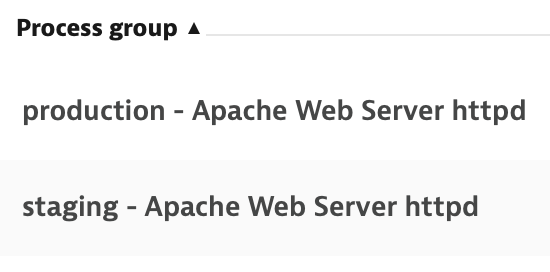 Process group ▲
production - Apache Web Server httpd
staging - Apache Web Server httpd